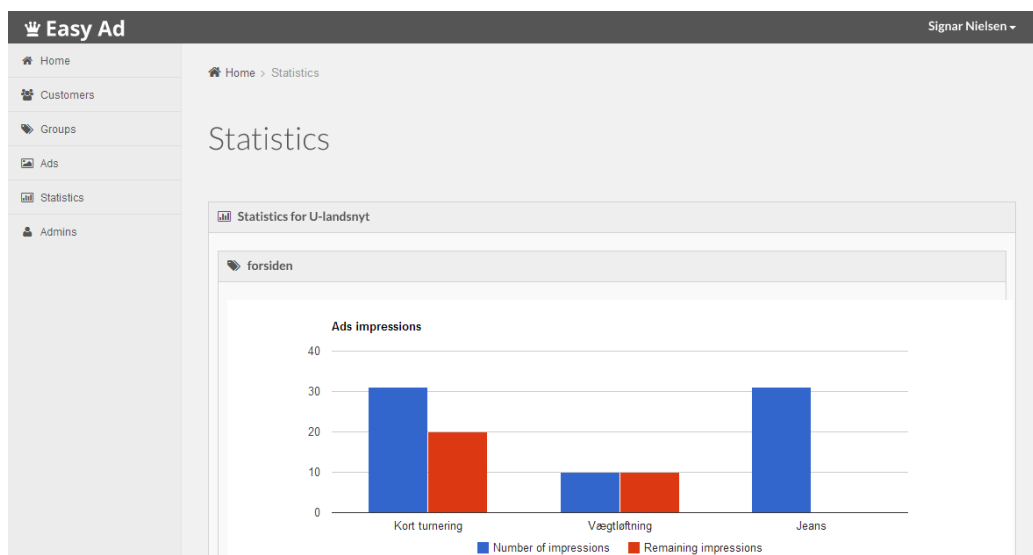 Easy Ad
Signar Nielsen
Home
Customers
Groups
Ads
Statistics
Admins
Home > Statistics
Statistics
Statistics for U-landsnyt
forsiden
Ads impressions
40
30
20
10
0
Kort turnering Vægtløftning Jeans
Number of impressions Remaining impressions